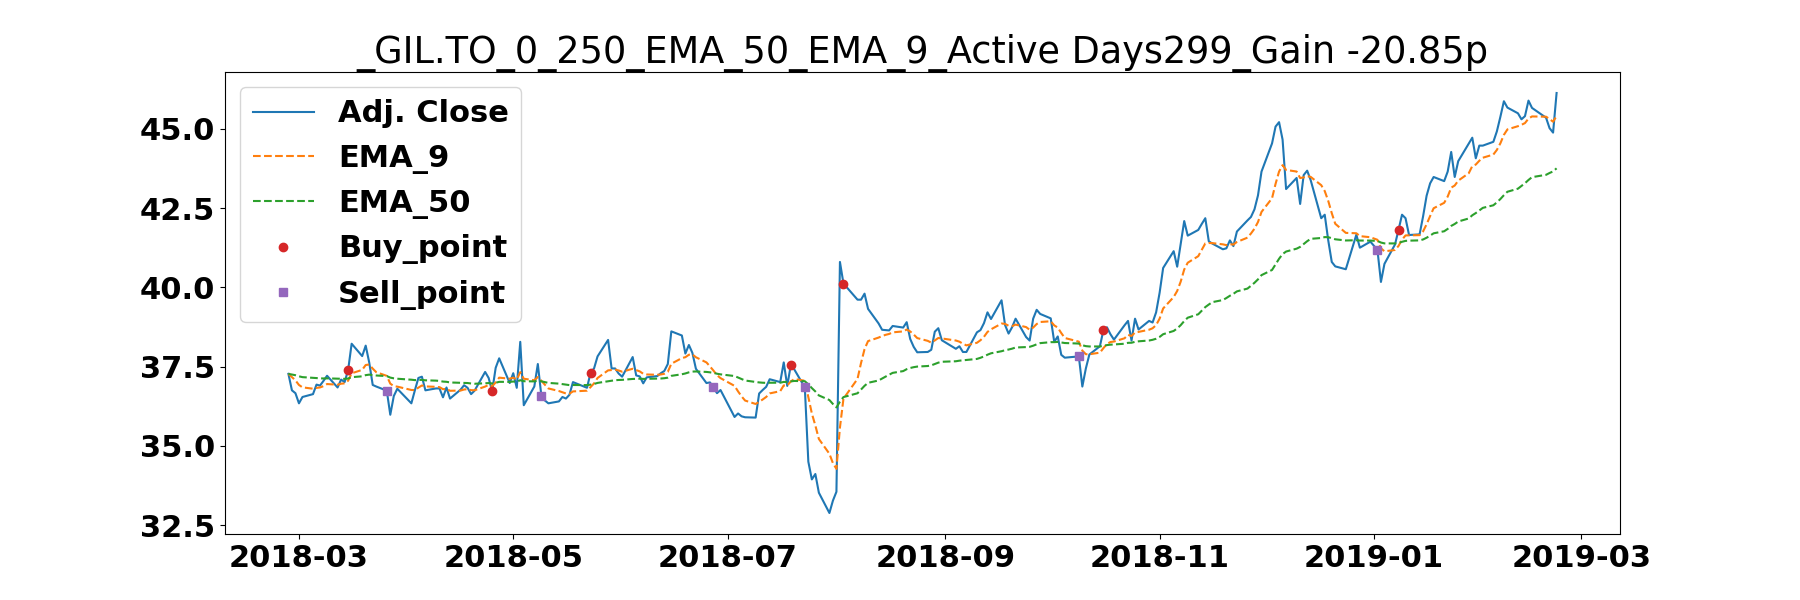 _GIL.TO_0_250_EMA_50_EMA_9_Active Days299_Gain -20.85p
Adj. Close
EMA_9
EMA_50
Buy_point
Sell_point
45.0
42.5
40.0
37.5
35.0
32.5
2018-03 2018-05 2018-07 2018-09 2018-11 2019-01 2019-03